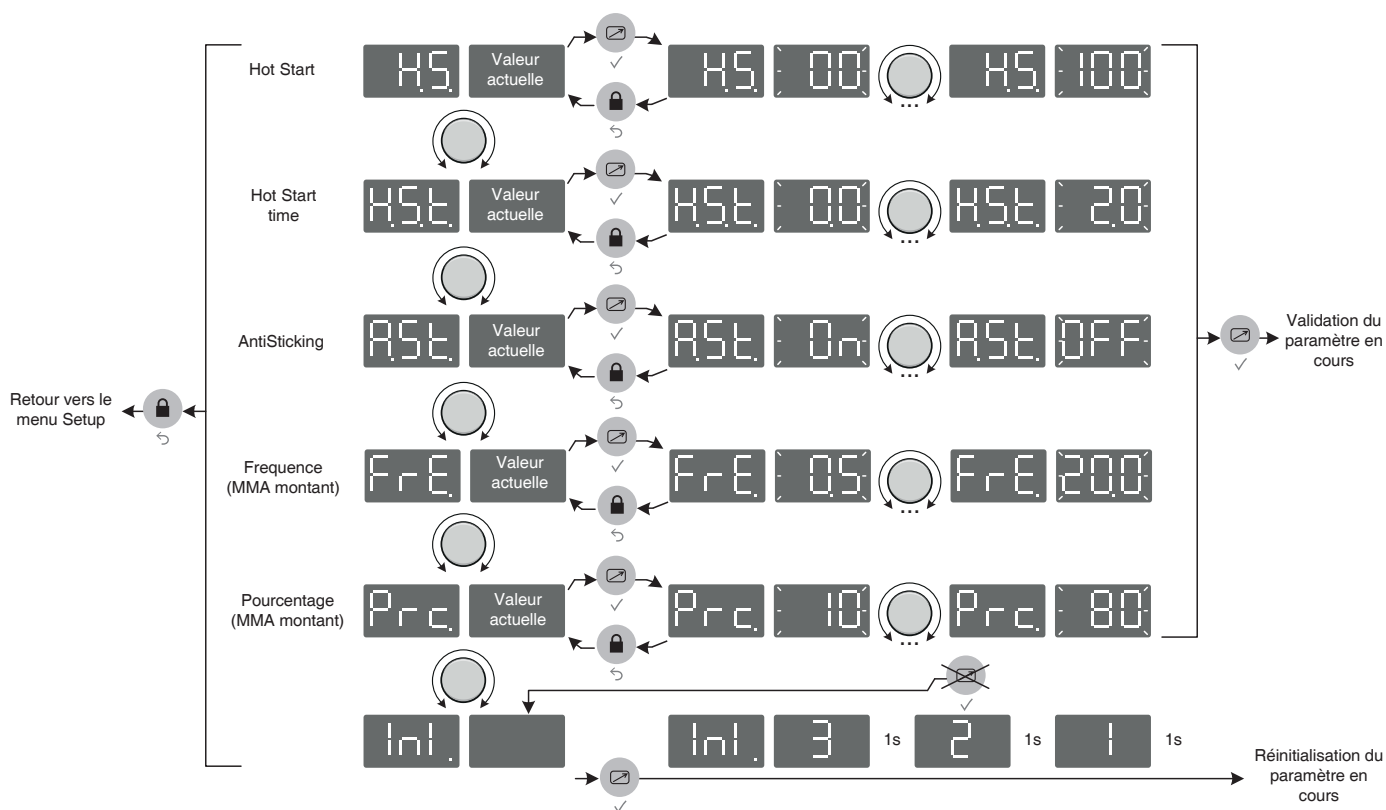 Hot Start
H.S.
Valeur
actuelle
H.S.
00
...
H.S.
100
Hot Start
time
H.S.t.
Valeur
actuelle
H.S.t.
0.0
...
H.S.t.
2.0
AntiSticking
A.St.
Valeur
actuelle
A.St.
On
...
A.St.
OFF
Validation du
paramètre en
cours
Retour vers le
menu Setup
Frequence
(MMA montant)
FrE.
Valeur
actuelle
FrE.
0.5
...
FrE.
20.0
Pourcentage
(MMA montant)
Prc.
Valeur
actuelle
Prc.
10
...
Prc.
80
InI.
InI.
3
1s
2
1s
1
1s
Réinitialisation du
paramètre en
cours